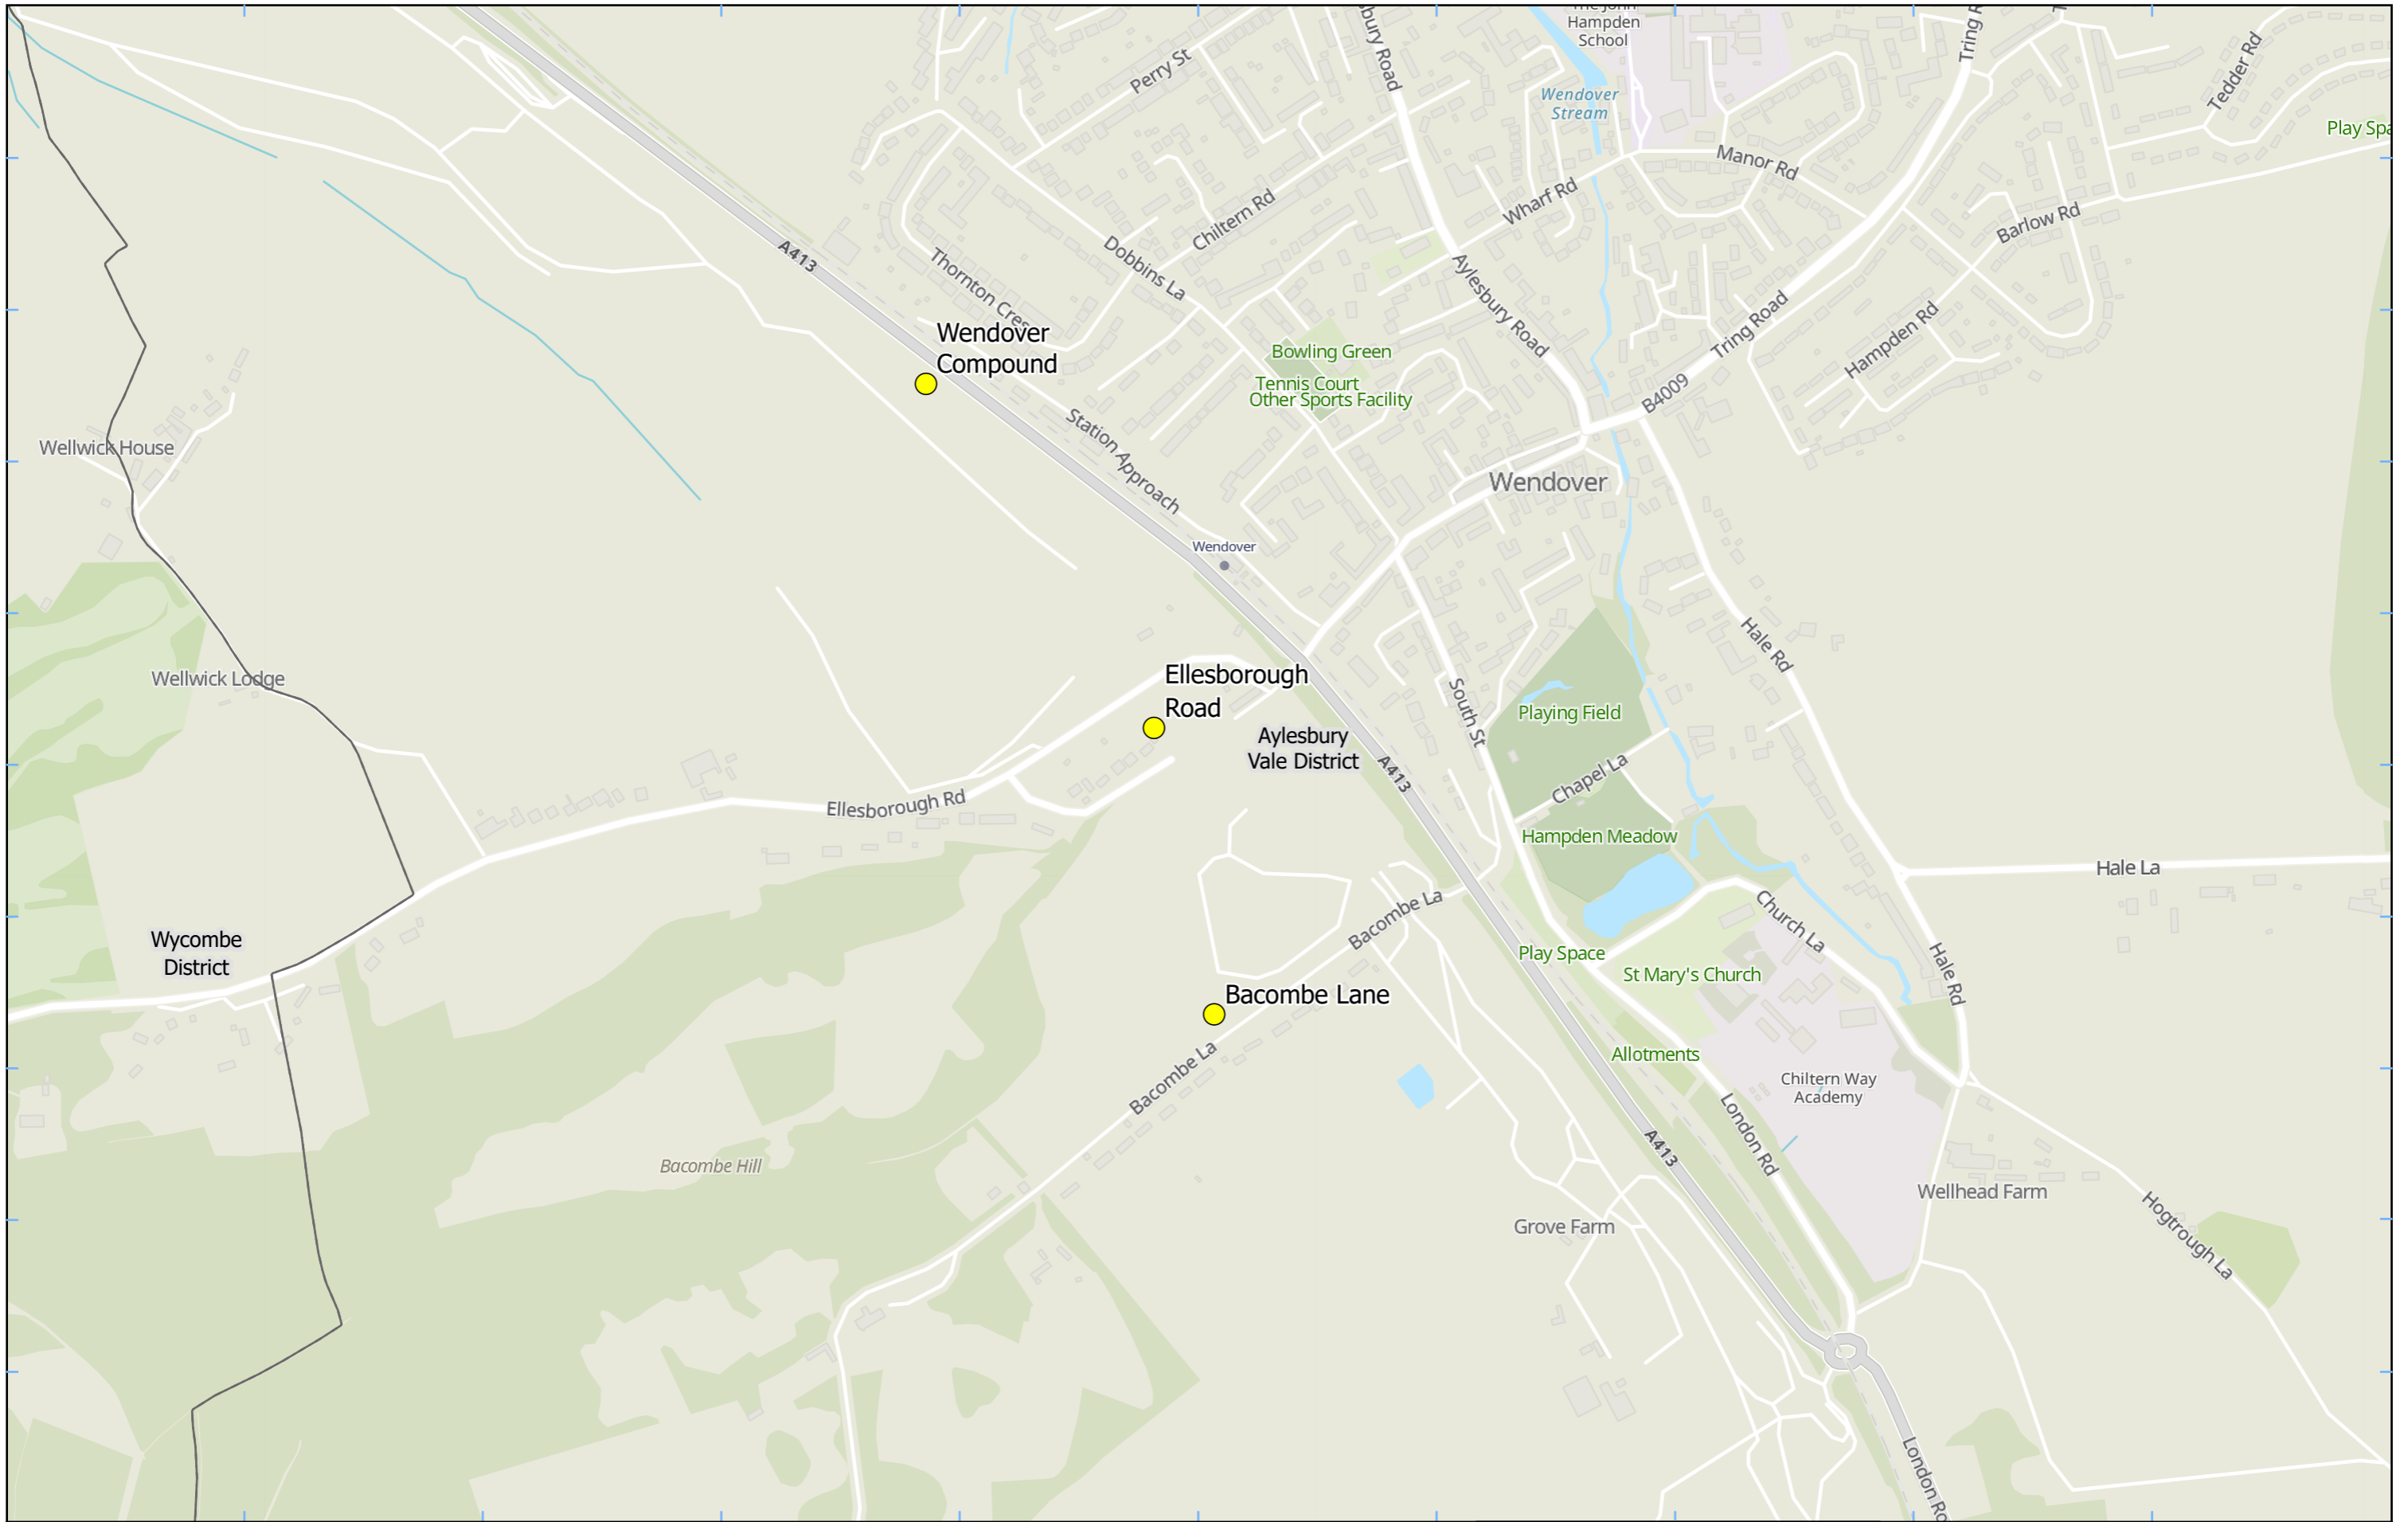 The John
Hampden
School
Tring R
bury Road
Perry St
Tedder Rd
Wendover
Stream
Play Spa
Manor Rd
Wharf Rd
Chiltern Rd
Barlow Rd
A413
Thornton Cres
Dobbins La
Aylesbury Road
Tring Road
Hampden Rd
Wendover
Compound
Bowling Green
Tennis Court
Other Sports Facility
B4009
Station Approach
Wellwick House
Wendover
Wendover
Hale Rd
Wellwick Lodge
Ellesborough
Road
South St
Playing Field
Aylesbury
Vale District
A413
Chapel La
Ellesborough Rd
Hampden Meadow
Hale La
Bacombe La
Church La
Wycombe
District
Play Space
St Mary's Church
Hale Rd
Bacombe Lane
Bacombe La
Allotments
Chiltern Way
Academy
London Rd
A413
Bacombe Hill
Wellhead Farm
Grove Farm
Hogtrough La
London Ro